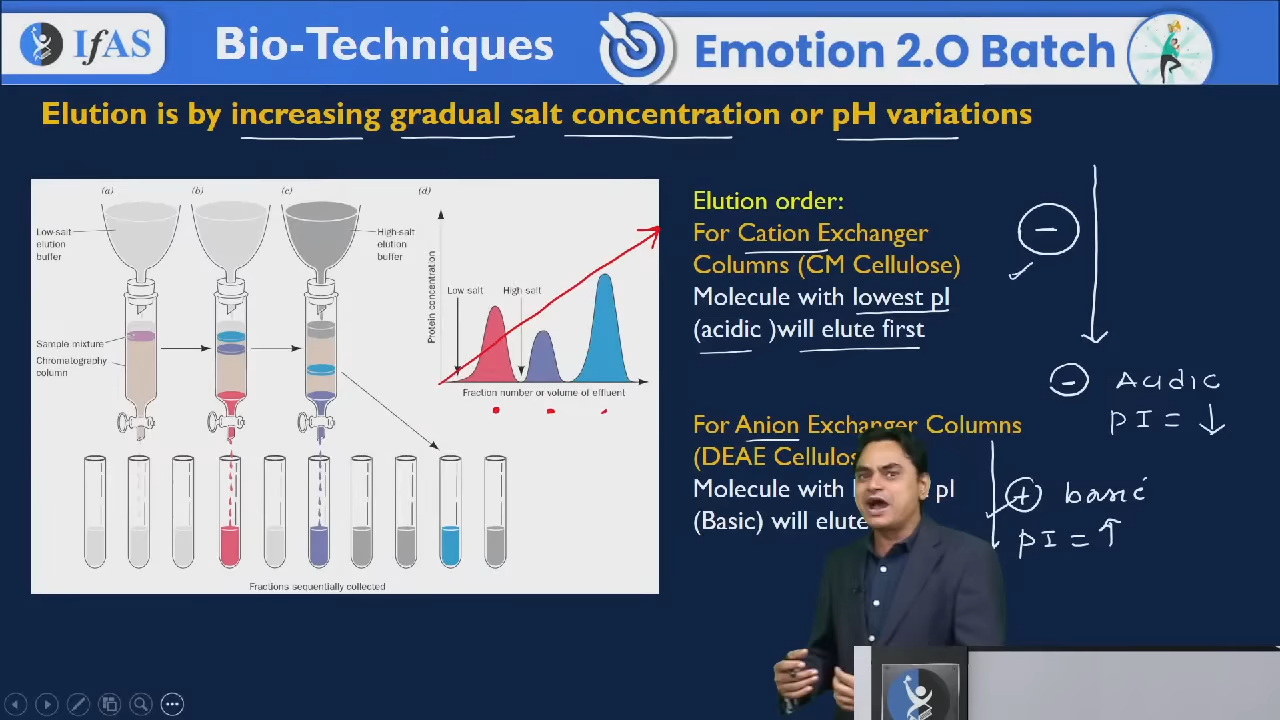 IfAS
Bio-Techniques
Emotion 2.0 Batch
Elution is by increasing gradual salt concentration or pH variations
(a)
(b)
(c)
(d)
Low-salt
elution
buffer
High-salt
elution
buffer
Sample mixture
Chromatography
column
Protein concentration
Low salt
High salt
Fraction number or volume of effluent
Fractions sequentially collected
Elution order:
For Cation Exchanger
Columns (CM Cellulose)
Molecule with lowest pI
(acidic )will elute first
For Anion Exchanger Columns
(DEAE
Molecule with pI
(Basic) will elute
−
− Acidic
pI = ↓
+ basic
pI = ↑